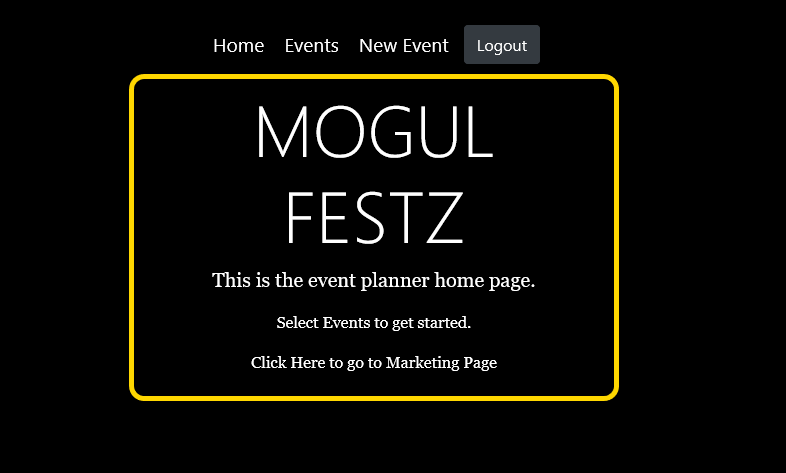 Home Events New Event Logout
MOGUL
FESTZ
This is the event planner home page.
Select Events to get started.
Click Here to go to Marketing Page